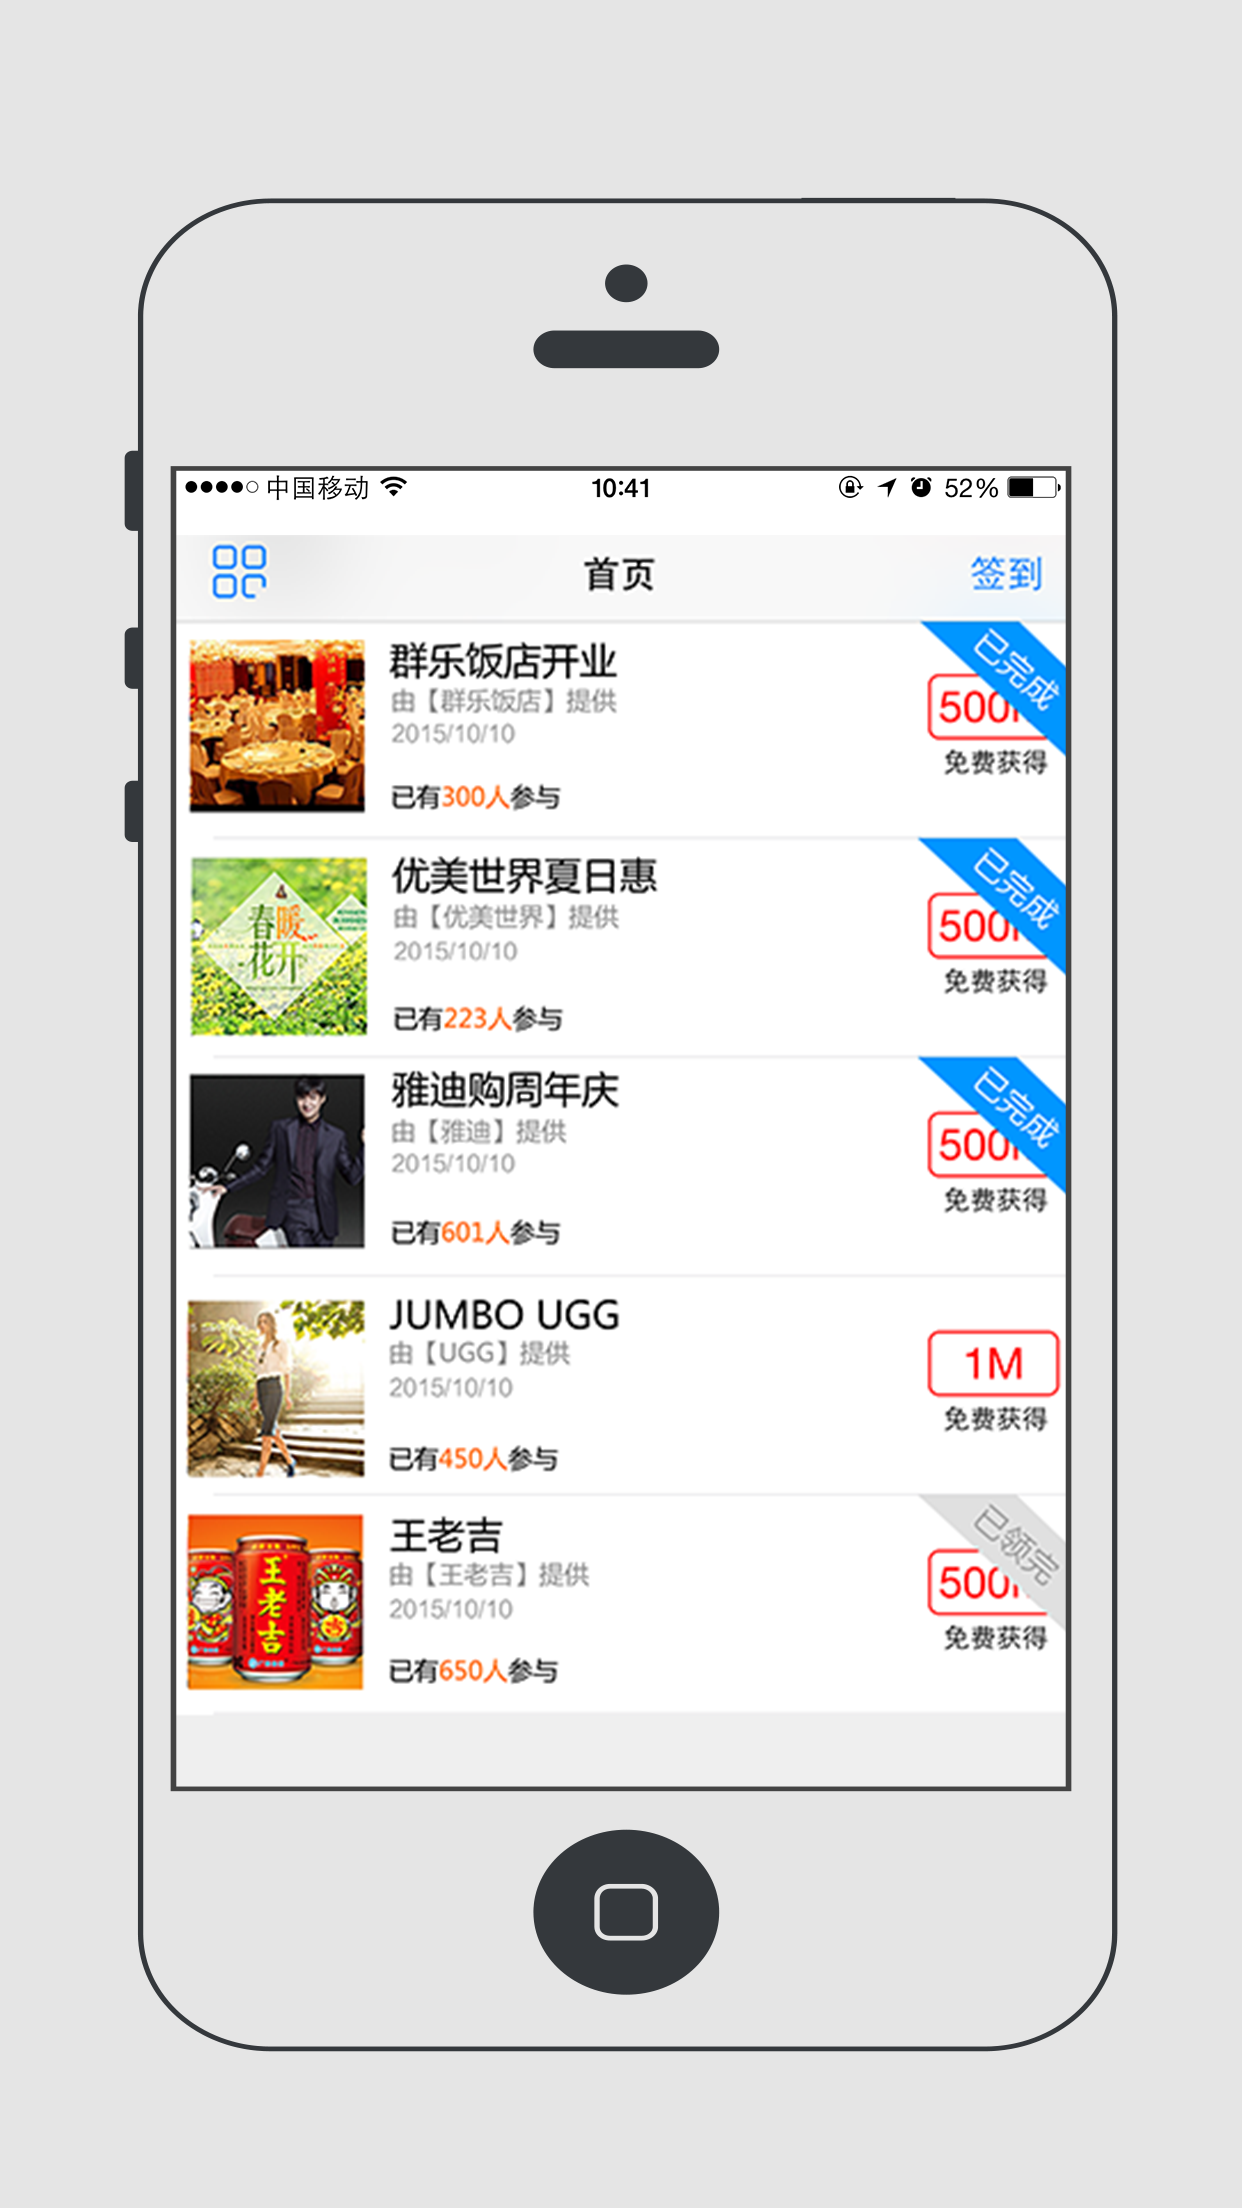 中国移动 10:41 52%
首页 签到
群乐饭店开业
由【群乐饭店】提供
2015/10/10
已有300人参与
已完成
500
免费获得
春暖
花开
优美世界夏日惠
由【优美世界】提供
2015/10/10
已有223人参与
已完成
500
免费获得
雅迪购周年庆
由【雅迪】提供
2015/10/10
已有601人参与
已完成
500
免费获得
JUMBO UGG
由【UGG】提供
2015/10/10
已有450人参与
1M
免费获得
王老吉
王老吉
由【王老吉】提供
2015/10/10
已有650人参与
已领完
500
免费获得